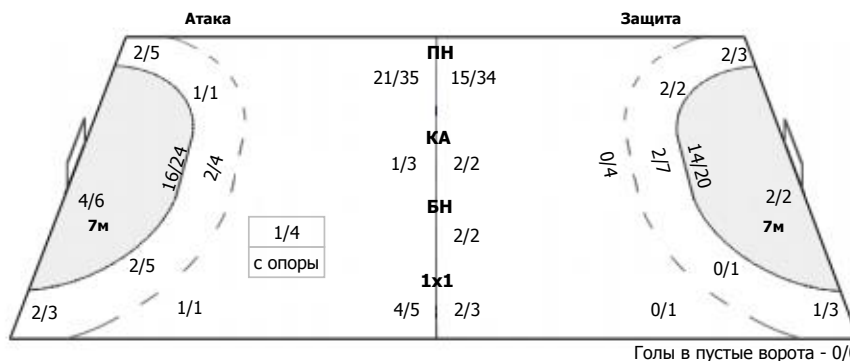 Атака Защита
2/5 ПН 2/3
21/35 15/34
1/1 2/2
КА
16/24 2/4 1/3 2/2 0/4 2/7 14/20
4/6 2/2
7м БН 7м
1/4 2/2
с опоры
2/5 0/1
1х1
2/3 1/1 4/5 2/3 0/1 1/3
Голы в пустые ворота - 0/